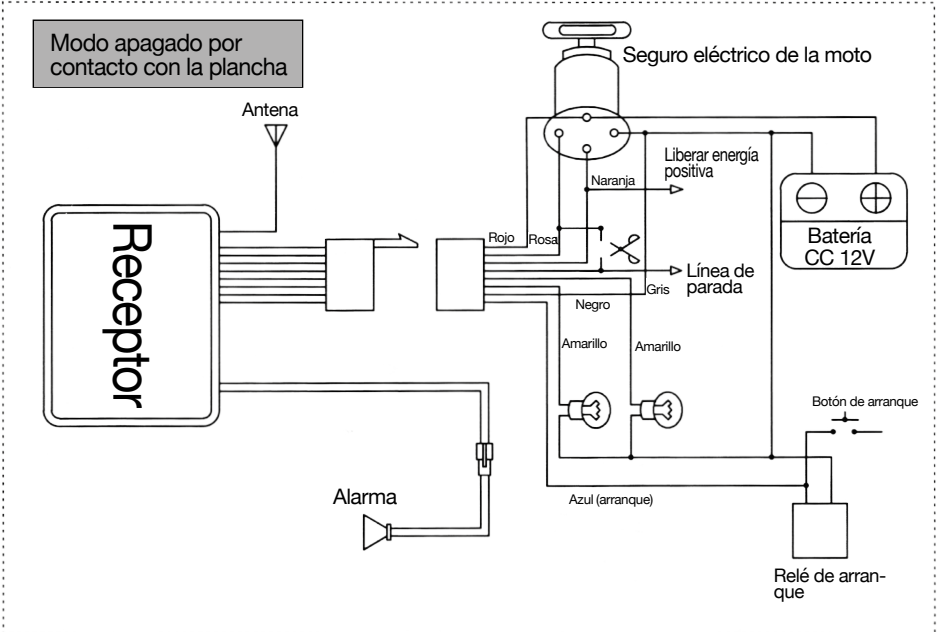 Modo apagado por
contacto con la plancha
Seguro eléctrico de la moto
Antena
Liberar energía
positiva
Naranja
Receptor
Rojo
Rosa
Batería
CC 12V
Línea de
parada
Gris
Negro
Amarillo
Amarillo
Botón de arranque
Alarma
Azul (arranque)
Relé de arran-
que